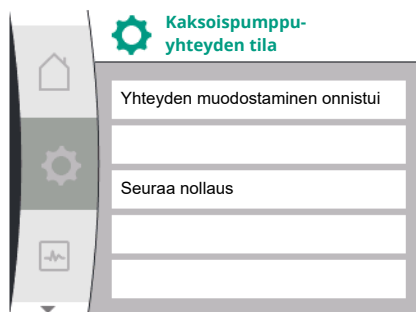 Kaksoispumppu-
yhteyden tila
Yhteyden muodostaminen onnistui
Seuraa nollaus